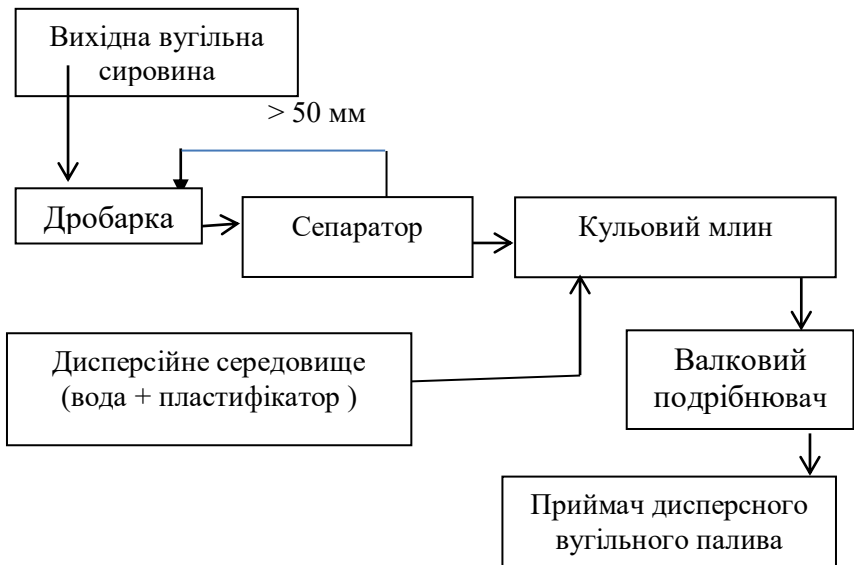 Вихідна вугільна
сировина
> 50 мм
Дробарка
Сепаратор
Кульовий млин
Дисперсійне середовище
(вода + пластифікатор )
Валковий
подрібнювач
Приймач дисперсного
вугільного палива